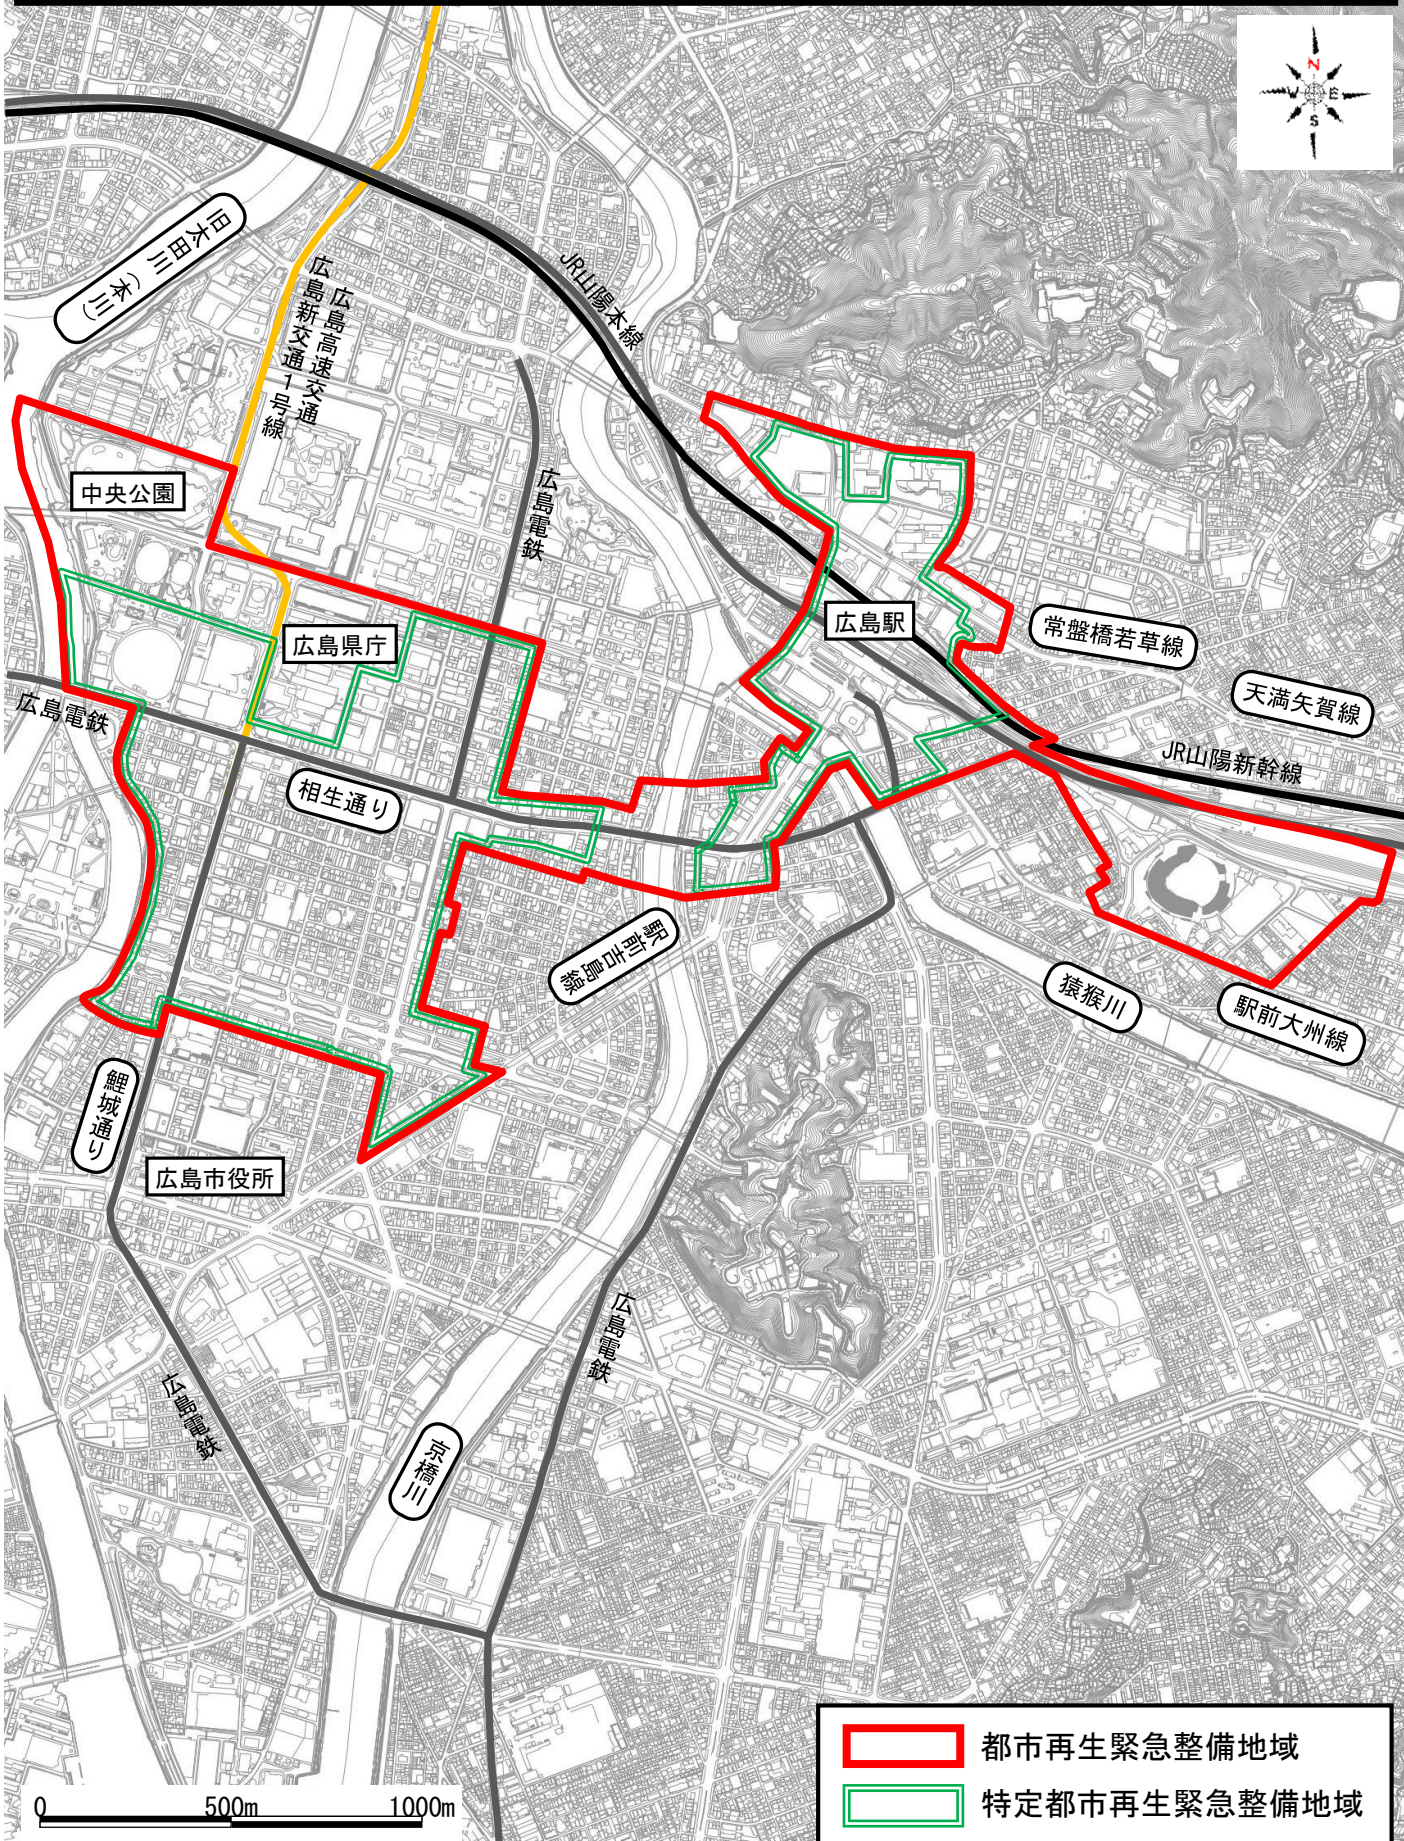 N
W
E
S
旧太田川(本川)
広島高速交通
広島新交通1号線
JR山陽本線
中央公園
広島電鉄
広島県庁
広島駅
常盤橋若草線
天満矢賀線
広島電鉄
JR山陽新幹線
相生通り
駅前吉島線
猿猴川
駅前大州線
鯉城通り
広島市役所
広島電鉄
広島電鉄
京橋川
都市再生緊急整備地域
特定都市再生緊急整備地域
0 500m 1000m